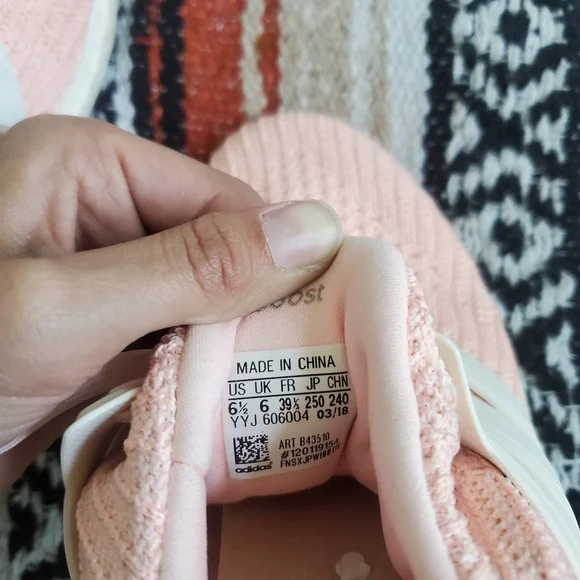 boost
MADE IN CHINA
US UK FR JP CHN
6½ 6 39⅓ 250 240
YYJ 606004 03/18
ART B43510
#120119154
adidas